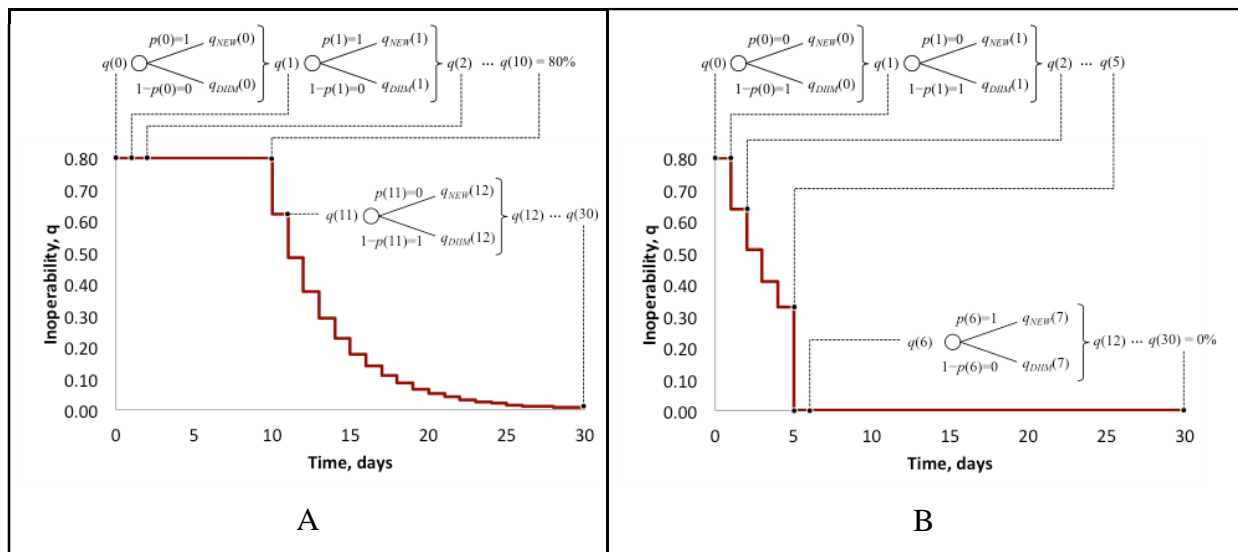 p(0)=1 q_NEW(0) p(1)=1 q_NEW(1)
q(0) q(1) q(2) ··· q(10) = 80%
1−p(0)=0 q_DIIM(0) 1−p(1)=0 q_DIIM(1)
0.80
0.70
0.60
0.50
0.40
0.30
0.20
0.10
0.00
Inoperability, q
p(11)=0 q_NEW(12)
q(11) q(12) ··· q(30)
1−p(11)=1 q_DIIM(12)
0 5 10 15 20 25 30
Time, days
A
p(0)=0 q_NEW(0) p(1)=0 q_NEW(1)
q(0) q(1) q(2) ··· q(5)
1−p(0)=1 q_DIIM(0) 1−p(1)=1 q_DIIM(1)
0.80
0.70
0.60
0.50
0.40
0.30
0.20
0.10
0.00
Inoperability, q
p(6)=1 q_NEW(7)
q(6) q(12) ··· q(30) = 0%
1−p(6)=0 q_DIIM(7)
0 5 10 15 20 25 30
Time, days
B